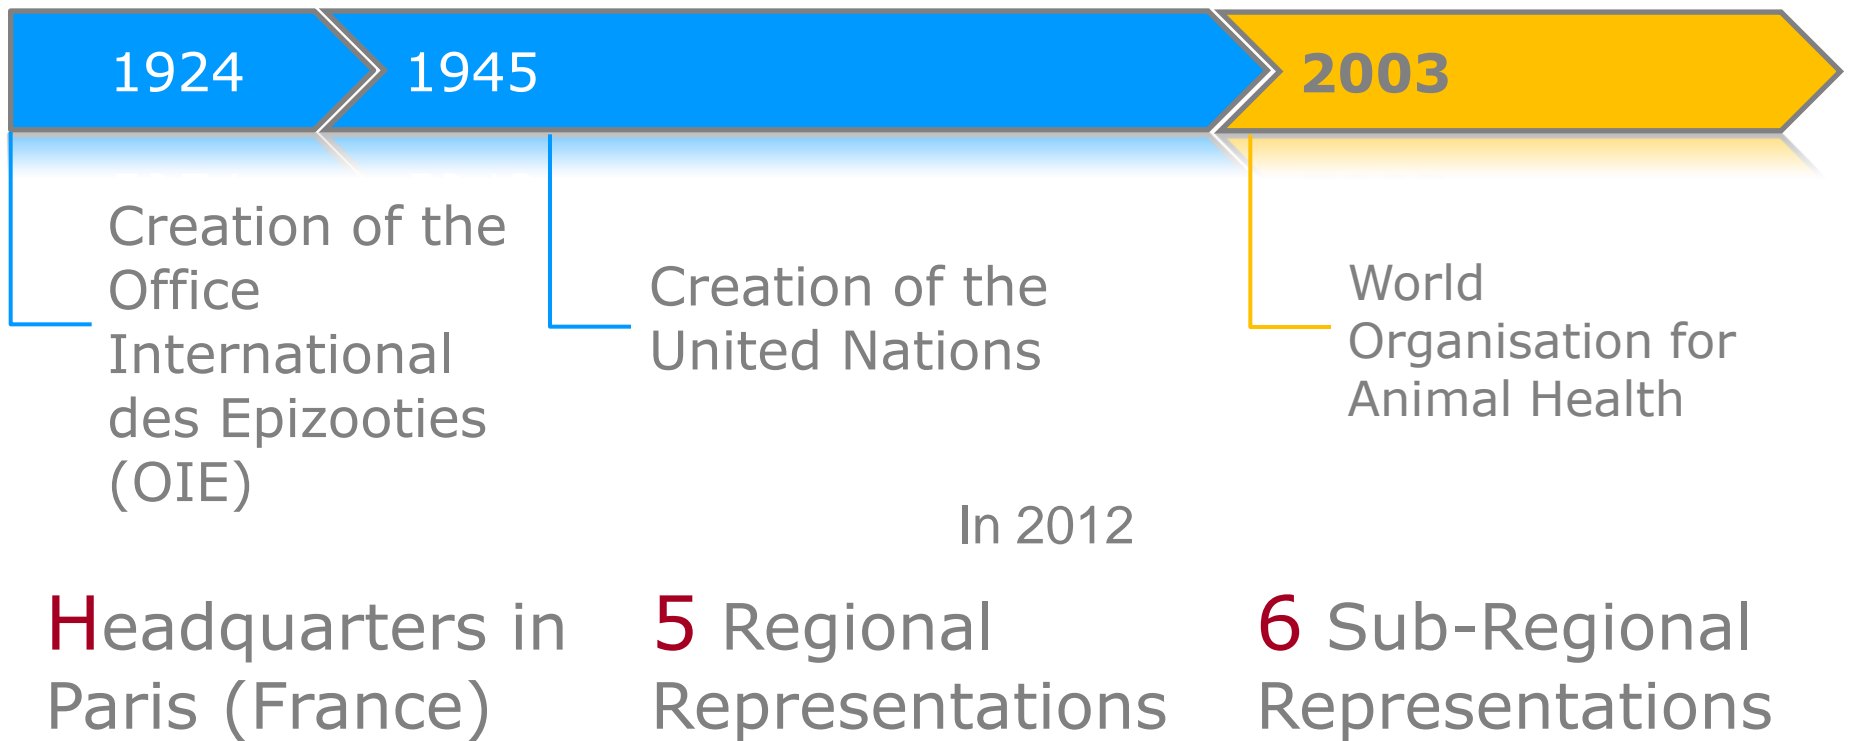 1924
1945
2003
Creation of the
Office
International
des Epizooties
(OIE)
Creation of the
United Nations
World
Organisation for
Animal Health
In 2012
Headquarters in
Paris (France)
5 Regional
Representations
6 Sub-Regional
Representations